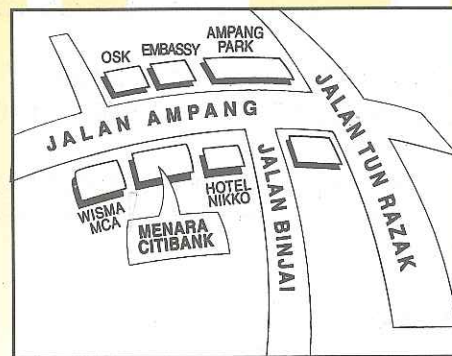 OSK
EMBASSY
AMPANG
PARK
JALAN AMPANG
JALAN TUN RAZAK
WISMA
MCA
MENARA
CITIBANK
HOTEL
NIKKO
JALAN BINJAI